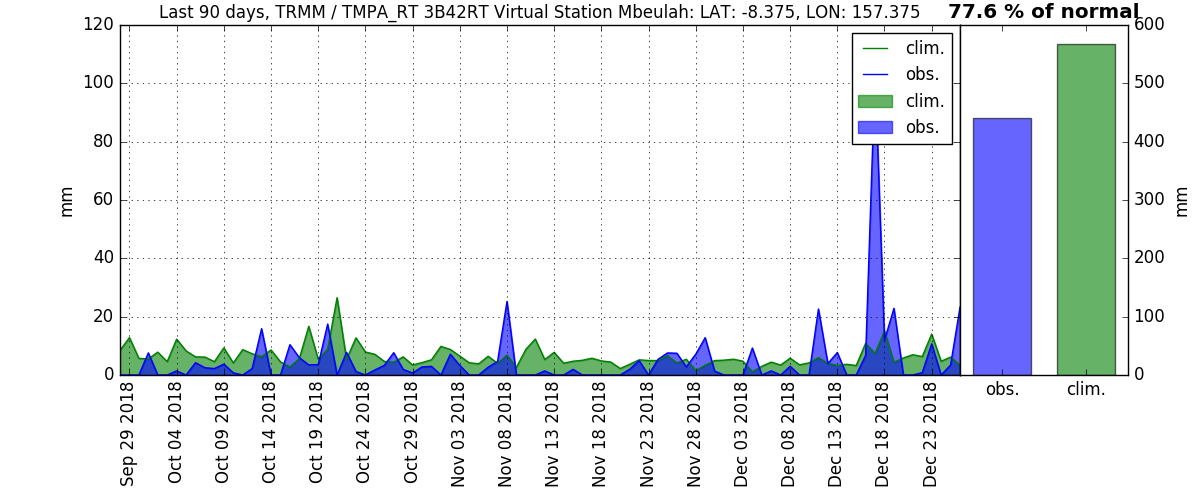 Last 90 days, TRMM / TMPA_RT 3B42RT Virtual Station Mbeulah: LAT: -8.375, LON: 157.375
77.6 % of normal
120
100
80
60
40
20
0
mm
clim.
obs.
clim.
obs.
600
500
400
300
200
100
0
mm
Sep 29 2018
Oct 04 2018
Oct 09 2018
Oct 14 2018
Oct 19 2018
Oct 24 2018
Oct 29 2018
Nov 03 2018
Nov 08 2018
Nov 13 2018
Nov 18 2018
Nov 23 2018
Nov 28 2018
Dec 03 2018
Dec 08 2018
Dec 13 2018
Dec 18 2018
Dec 23 2018
obs.
clim.